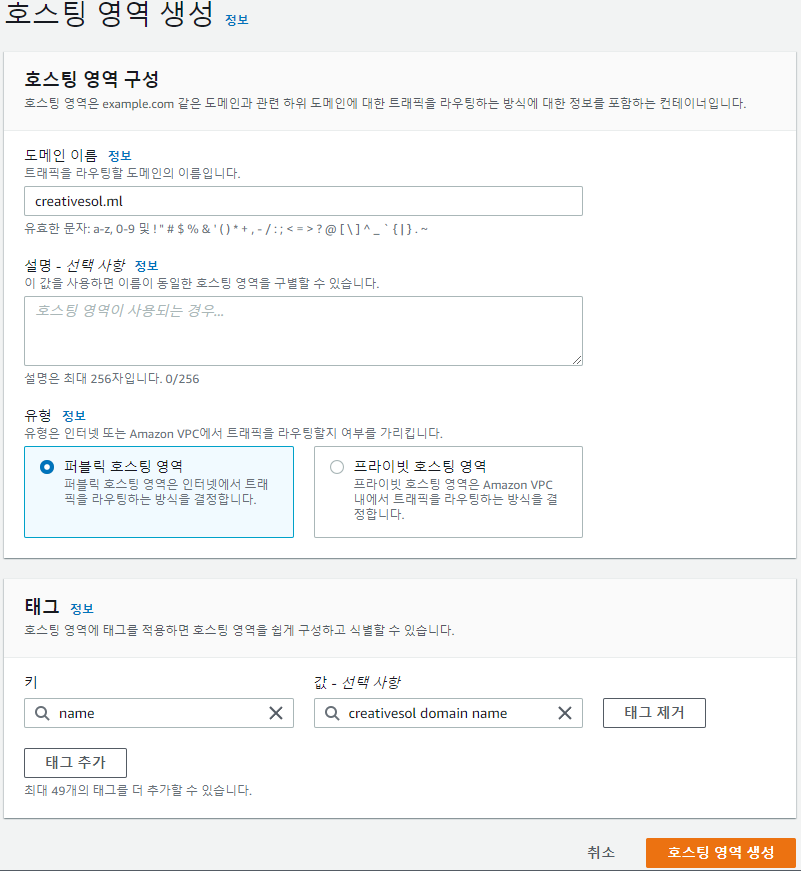 호스팅 영역 생성 정보
호스팅 영역 구성
호스팅 영역은 example.com 같은 도메인과 관련 하위 도메인에 대한 트래픽을 라우팅하는 방식에 대한 정보를 포함하는 컨테이너입니다.
도메인 이름 정보
트래픽을 라우팅할 도메인의 이름입니다.
creativesol.ml
유효한 문자: a-z, 0-9 및 ! " # $ % & ' ( ) * + , - / : ; < = > ? @ [ \ ] ^ _ ` { | } . ~
설명 - 선택 사항 정보
이 값을 사용하면 이름이 동일한 호스팅 영역을 구별할 수 있습니다.
호스팅 영역이 사용되는 경우...
설명은 최대 256자입니다. 0/256
유형 정보
유형은 인터넷 또는 Amazon VPC에서 트래픽을 라우팅할지 여부를 가리킵니다.
퍼블릭 호스팅 영역
퍼블릭 호스팅 영역은 인터넷에서 트래
픽을 라우팅하는 방식을 결정합니다.
프라이빗 호스팅 영역
프라이빗 호스팅 영역은 Amazon VPC
내에서 트래픽을 라우팅하는 방식을 결
정합니다.
태그 정보
호스팅 영역에 태그를 적용하면 호스팅 영역을 쉽게 구성하고 식별할 수 있습니다.
키
값 - 선택 사항
name
creativesol domain name
태그 제거
태그 추가
최대 49개의 태그를 더 추가할 수 있습니다.
취소
호스팅 영역 생성